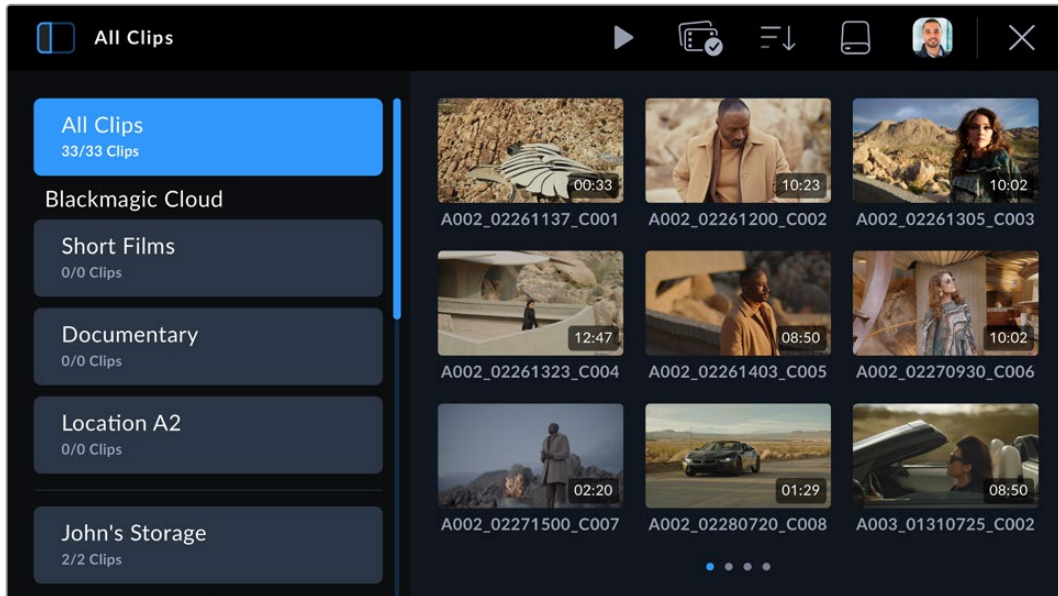 All Clips
All Clips
33/33 Clips
Blackmagic Cloud
Short Films
0/0 Clips
Documentary
0/0 Clips
Location A2
0/0 Clips
John's Storage
2/2 Clips
00:33
10:23
10:02
A002_02261137_C001
A002_02261200_C002
A002_02261305_C003
12:47
08:50
10:02
A002_02261323_C004
A002_02261403_C005
A002_02270930_C006
02:20
01:29
08:50
A002_02271500_C007
A002_02280720_C008
A003_01310725_C002